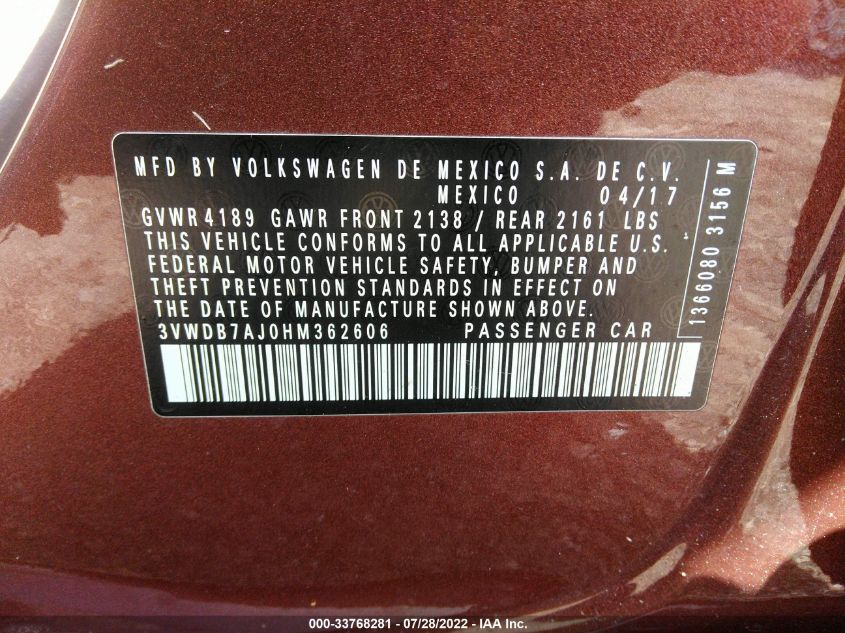 MFD BY VOLKSWAGEN DE MEXICO S.A. DE C.V.
MEXICO 04/17
GVWR 4189 GAWR FRONT 2138 / REAR 2161 LBS
THIS VEHICLE CONFORMS TO ALL APPLICABLE U.S.
FEDERAL MOTOR VEHICLE SAFETY, BUMPER AND
THEFT PREVENTION STANDARDS IN EFFECT ON
THE DATE OF MANUFACTURE SHOWN ABOVE.
3VWDB7AJ0HM362606 PASSENGER CAR
1366080 3156 M
000-33768281 - 07/28/2022 - IAA Inc.